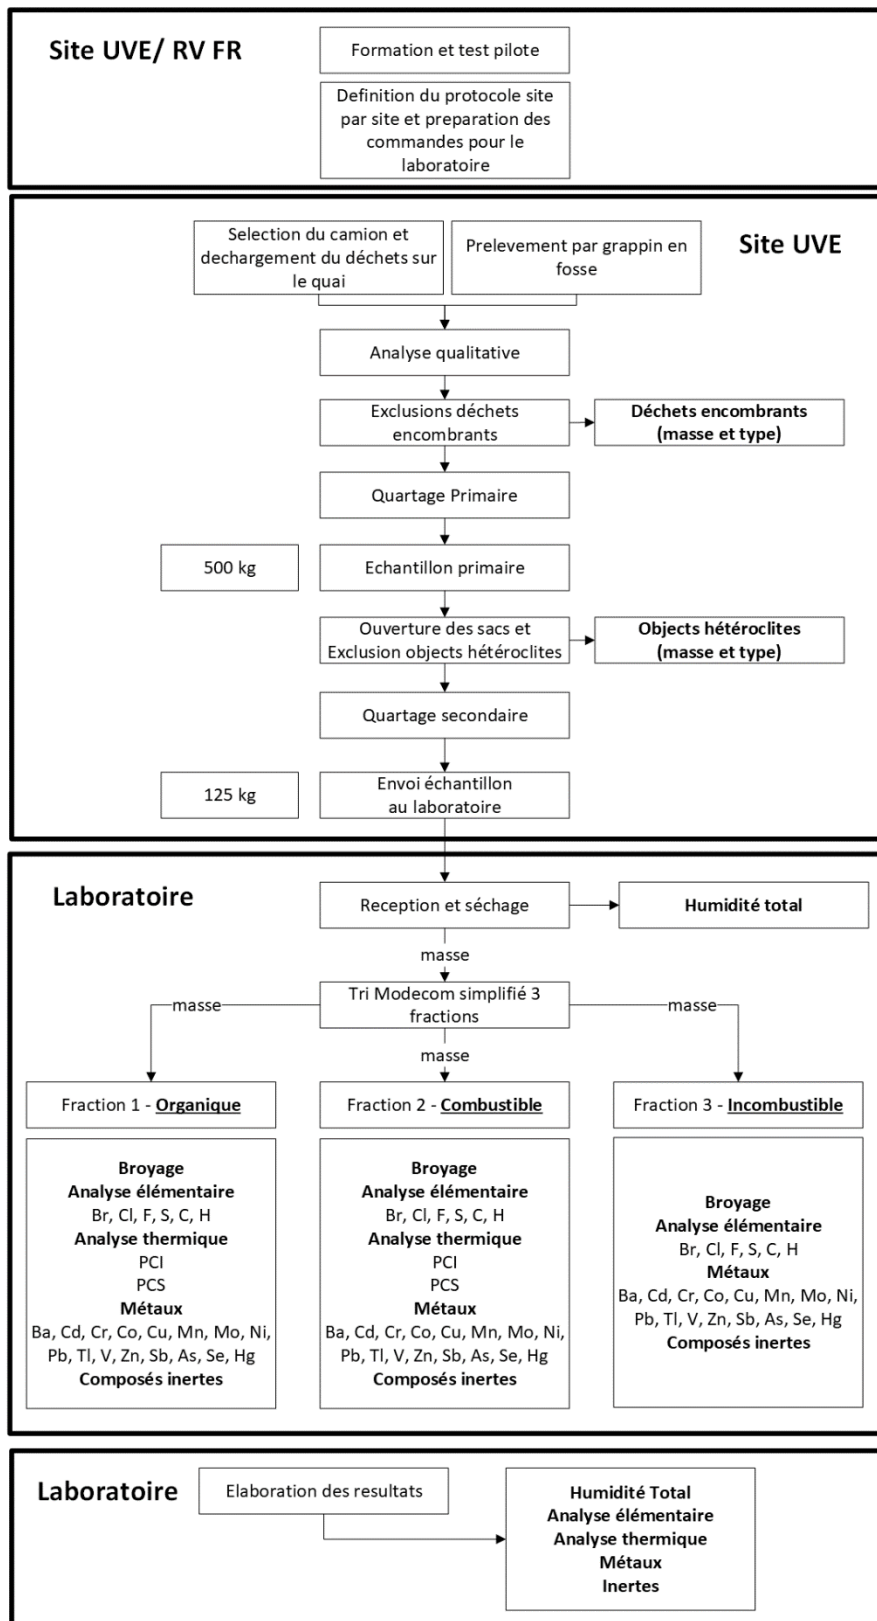 Site UVE/ RV FR
Formation et test pilote
Definition du protocole site
par site et preparation des
commandes pour le
laboratoire
Site UVE
Selection du camion et
dechargement du déchets sur
le quai
Prelevement par grappin en
fosse
Analyse qualitative
Exclusions déchets
encombrants
Déchets encombrants
(masse et type)
Quartage Primaire
500 kg
Echantillon primaire
Ouverture des sacs et
Exclusion objects hétéroclites
Objects hétéroclites
(masse et type)
Quartage secondaire
125 kg
Envoi échantillon
au laboratoire
Laboratoire
Reception et séchage
Humidité total
masse
Tri Modecom simplifié 3
fractions
masse
masse
masse
Fraction 1 - Organique
Broyage
Analyse élémentaire
Br, Cl, F, S, C, H
Analyse thermique
PCI
PCS
Métaux
Ba, Cd, Cr, Co, Cu, Mn, Mo, Ni,
Pb, Tl, V, Zn, Sb, As, Se, Hg
Composés inertes
Fraction 2 - Combustible
Broyage
Analyse élémentaire
Br, Cl, F, S, C, H
Analyse thermique
PCI
PCS
Métaux
Ba, Cd, Cr, Co, Cu, Mn, Mo, Ni,
Pb, Tl, V, Zn, Sb, As, Se, Hg
Composés inertes
Fraction 3 - Incombustible
Broyage
Analyse élémentaire
Br, Cl, F, S, C, H
Métaux
Ba, Cd, Cr, Co, Cu, Mn, Mo, Ni,
Pb, Tl, V, Zn, Sb, As, Se, Hg
Composés inertes
Laboratoire
Elaboration des resultats
Humidité Total
Analyse élémentaire
Analyse thermique
Métaux
Inertes